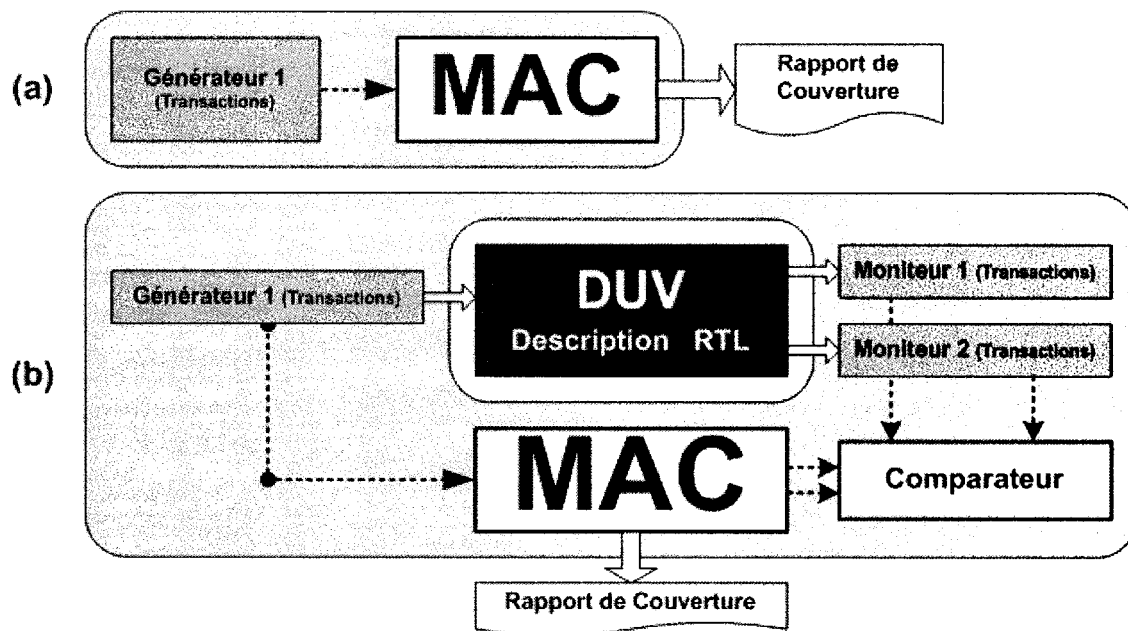 (a)
Générateur 1
(Transactions)
MAC
Rapport de
Couverture
(b)
Générateur 1 (Transactions)
DUV
Description RTL
Moniteur 1 (Transactions)
Moniteur 2 (Transactions)
MAC
Comparateur
Rapport de Couverture